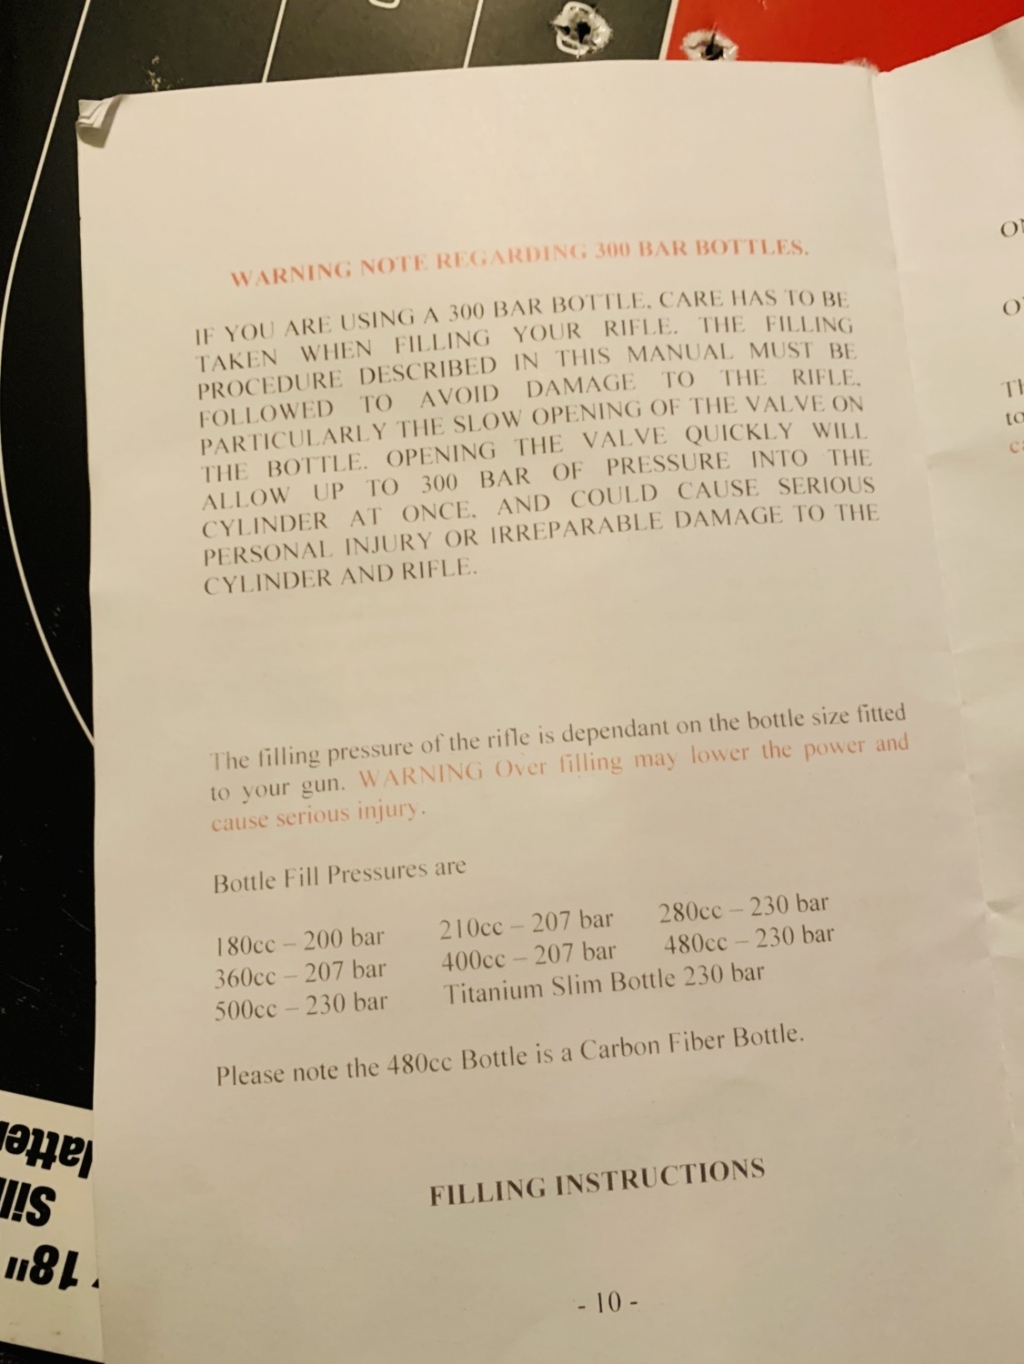 WARNING NOTE REGARDING 300 BAR BOTTLES.
IF YOU ARE USING A 300 BAR BOTTLE, CARE HAS TO BE
TAKEN WHEN FILLING YOUR RIFLE. THE FILLING
PROCEDURE DESCRIBED IN THIS MANUAL MUST BE
FOLLOWED TO AVOID DAMAGE TO THE RIFLE,
PARTICULARLY THE SLOW OPENING OF THE VALVE ON
THE BOTTLE. OPENING THE VALVE QUICKLY WILL
ALLOW UP TO 300 BAR OF PRESSURE INTO THE
CYLINDER AT ONCE, AND COULD CAUSE SERIOUS
PERSONAL INJURY OR IRREPARABLE DAMAGE TO THE
CYLINDER AND RIFLE.
The filling pressure of the rifle is dependant on the bottle size fitted
to your gun. WARNING Over filling may lower the power and
cause serious injury.
Bottle Fill Pressures are
180cc – 200 bar 210cc – 207 bar 280cc – 230 bar
360cc – 207 bar 400cc – 207 bar 480cc – 230 bar
500cc – 230 bar Titanium Slim Bottle 230 bar
Please note the 480cc Bottle is a Carbon Fiber Bottle.
FILLING INSTRUCTIONS
- 10 -
to
18"